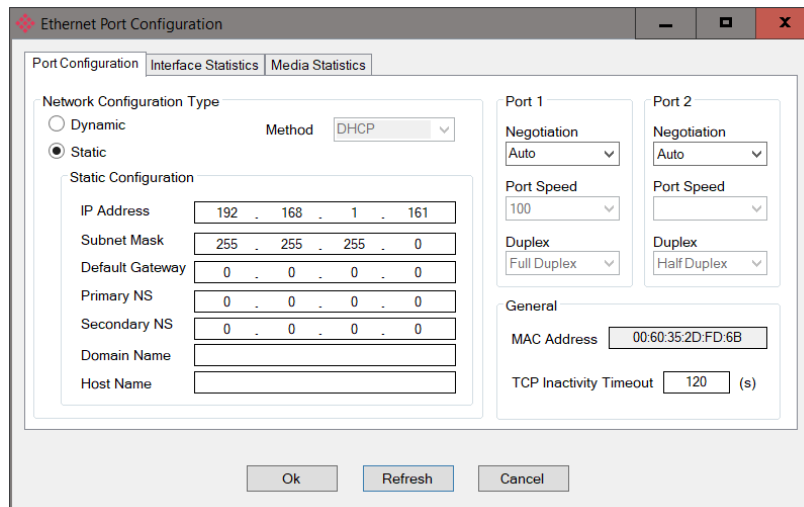 Ethernet Port Configuration
Port Configuration
Interface Statistics
Media Statistics
Network Configuration Type
Dynamic
Method
DHCP
Static
Static Configuration
IP Address
192 . 168 . 1 . 161
Subnet Mask
255 . 255 . 255 . 0
Default Gateway
0 . 0 . 0 . 0
Primary NS
0 . 0 . 0 . 0
Secondary NS
0 . 0 . 0 . 0
Domain Name
Host Name
Port 1
Negotiation
Auto
Port Speed
100
Duplex
Full Duplex
Port 2
Negotiation
Auto
Port Speed
Duplex
Half Duplex
General
MAC Address
00:60:35:2D:FD:6B
TCP Inactivity Timeout
120
(s)
Ok
Refresh
Cancel